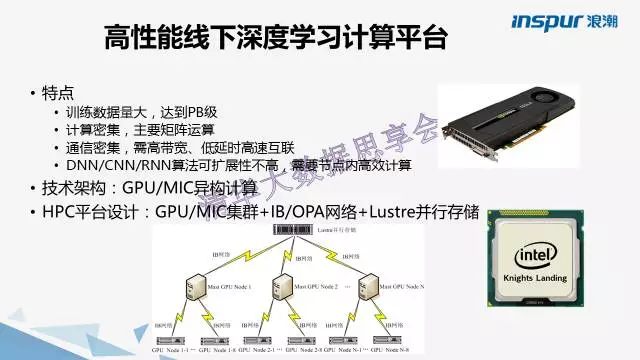 inspur 浪潮
高性能线下深度学习计算平台
• 特点
• 训练数据量大，达到PB级
• 计算密集，主要矩阵运算
• 通信密集，需高带宽、低延时高速互联
• DNN/CNN/RNN算法可扩展性不高，需要节点内高效计算
• 技术架构：GPU/MIC异构计算
• HPC平台设计：GPU/MIC集群+IB/OPA网络+Lustre并行存储
清华大数据思享会
Lustre并行存储
IB网络 IB网络 IB网络
Mast GPU Node 1 Mast GPU Node 2 ... Mast GPU Node N
IB网络 IB网络 IB网络 IB网络 IB网络 IB网络
GPU Node 1-1 ... GPU Node 1-8 GPU Node 2-1 ... GPU Node 2-8 GPU Node N-1 ... GPU Node N-8
intel
Knights Landing